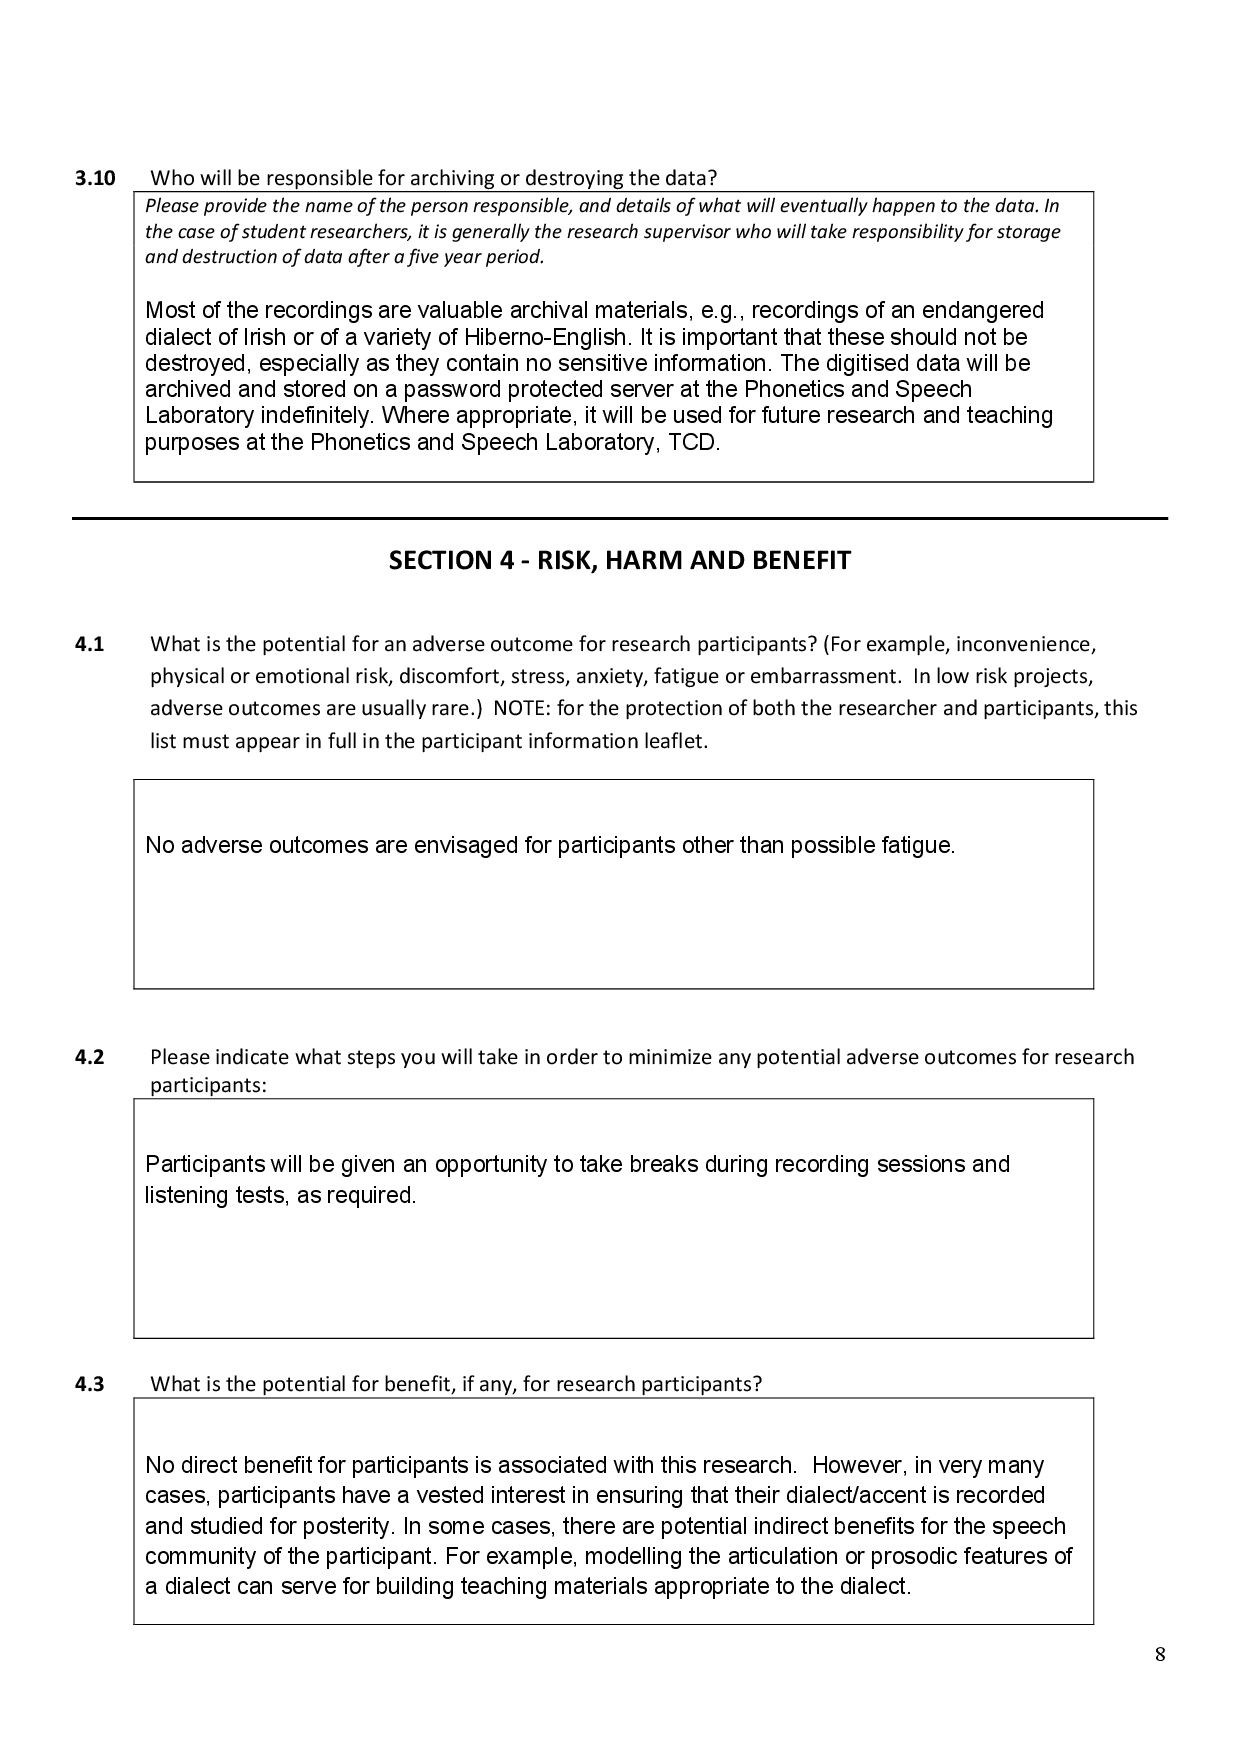 3.10 Who will be responsible for archiving or destroying the data?
Please provide the name of the person responsible, and details of what will eventually happen to the data. In
the case of student researchers, it is generally the research supervisor who will take responsibility for storage
and destruction of data after a five year period.
Most of the recordings are valuable archival materials, e.g., recordings of an endangered
dialect of Irish or of a variety of Hiberno-English. It is important that these should not be
destroyed, especially as they contain no sensitive information. The digitised data will be
archived and stored on a password protected server at the Phonetics and Speech
Laboratory indefinitely. Where appropriate, it will be used for future research and teaching
purposes at the Phonetics and Speech Laboratory, TCD.
SECTION 4 - RISK, HARM AND BENEFIT
4.1 What is the potential for an adverse outcome for research participants? (For example, inconvenience,
physical or emotional risk, discomfort, stress, anxiety, fatigue or embarrassment. In low risk projects,
adverse outcomes are usually rare.) NOTE: for the protection of both the researcher and participants, this
list must appear in full in the participant information leaflet.
No adverse outcomes are envisaged for participants other than possible fatigue.
4.2 Please indicate what steps you will take in order to minimize any potential adverse outcomes for research
participants:
Participants will be given an opportunity to take breaks during recording sessions and
listening tests, as required.
4.3 What is the potential for benefit, if any, for research participants?
No direct benefit for participants is associated with this research. However, in very many
cases, participants have a vested interest in ensuring that their dialect/accent is recorded
and studied for posterity. In some cases, there are potential indirect benefits for the speech
community of the participant. For example, modelling the articulation or prosodic features of
a dialect can serve for building teaching materials appropriate to the dialect.
8